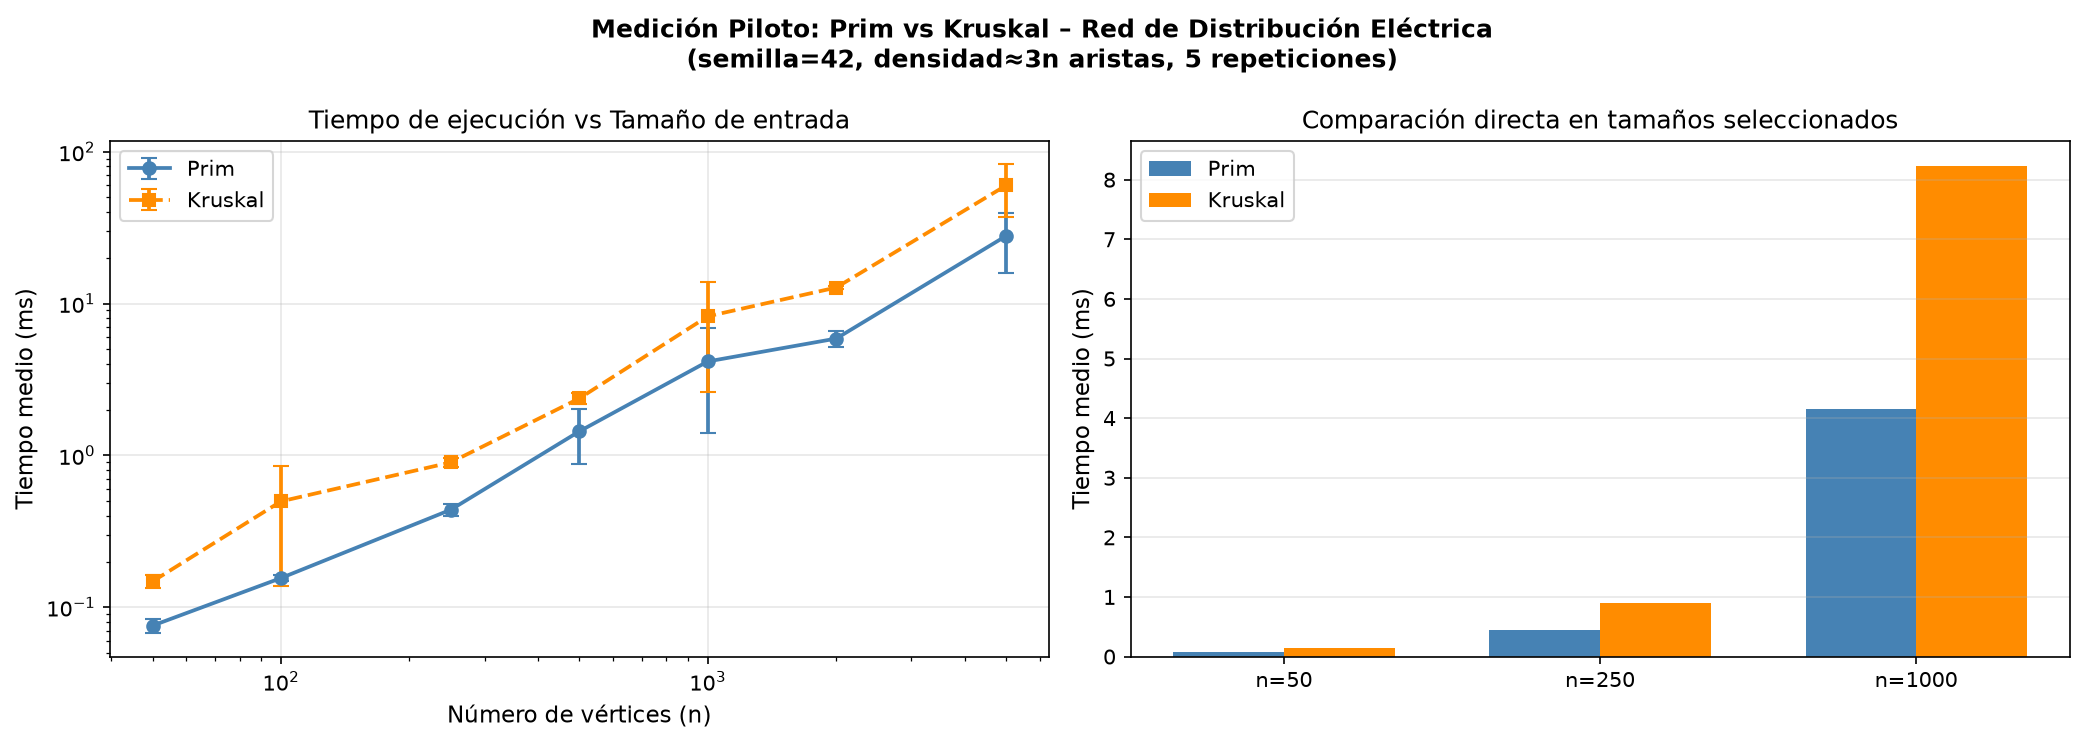 Medición Piloto: Prim vs Kruskal – Red de Distribución Eléctrica
(semilla=42, densidad≈3n aristas, 5 repeticiones)
Tiempo de ejecución vs Tamaño de entrada
Prim
Kruskal
10²
10¹
10⁰
10⁻¹
Tiempo medio (ms)
10²
10³
Número de vértices (n)
Comparación directa en tamaños seleccionados
Prim
Kruskal
8
7
6
5
4
3
2
1
0
Tiempo medio (ms)
n=50
n=250
n=1000